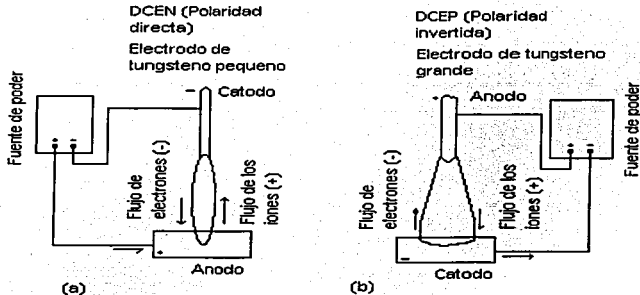 DCEN (Polaridad
directa)
Electrodo de
tungsteno pequeno
− Catodo
Fuente de poder
+ −
Flujo de
electrones (-)
Flujo de los
iones (+)
+
Anodo
(a)
DCEP (Polaridad
invertida)
Electrodo de tungsteno
grande
+ Anodo
Fuente de poder
+ −
Flujo de
electrones (-)
Flujo de los
iones (+)
−
Catodo
(b)